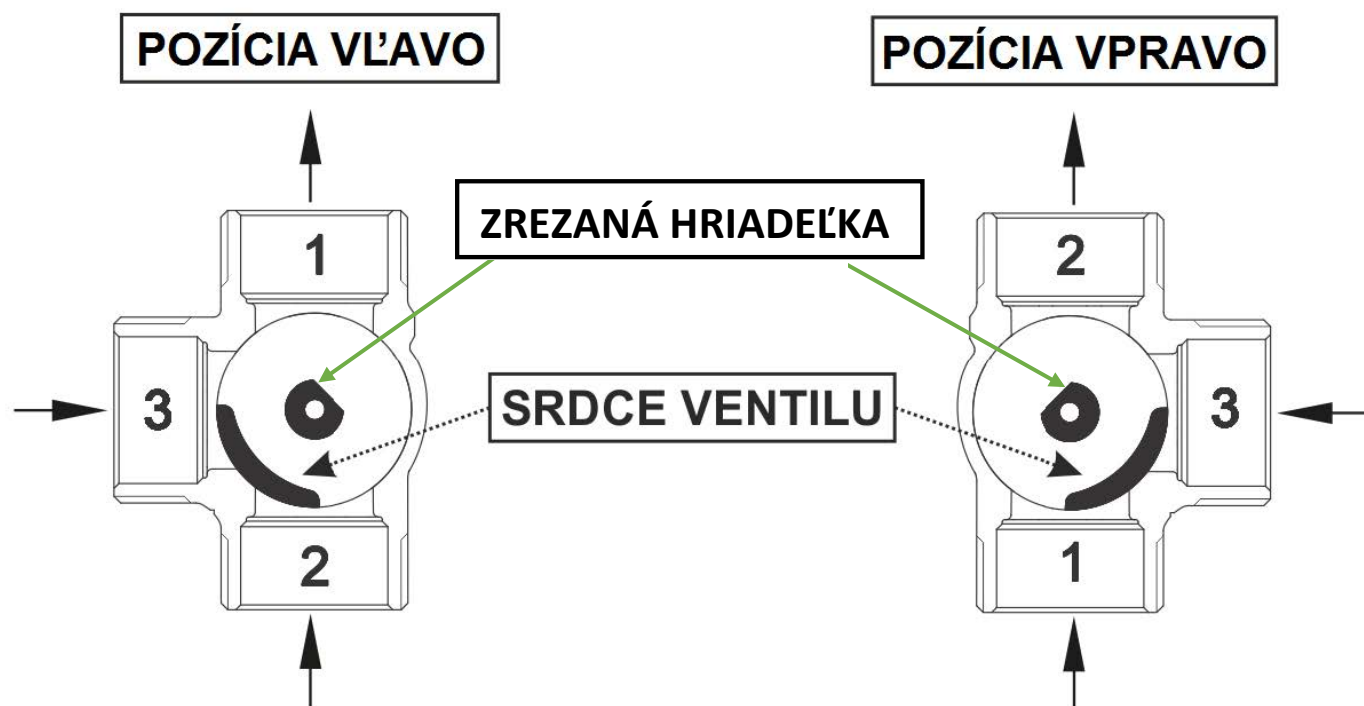 POZÍCIA VĽAVO
POZÍCIA VPRAVO
ZREZANÁ HRIADEĽKA
1
2
3
SRDCE VENTILU
3
2
1